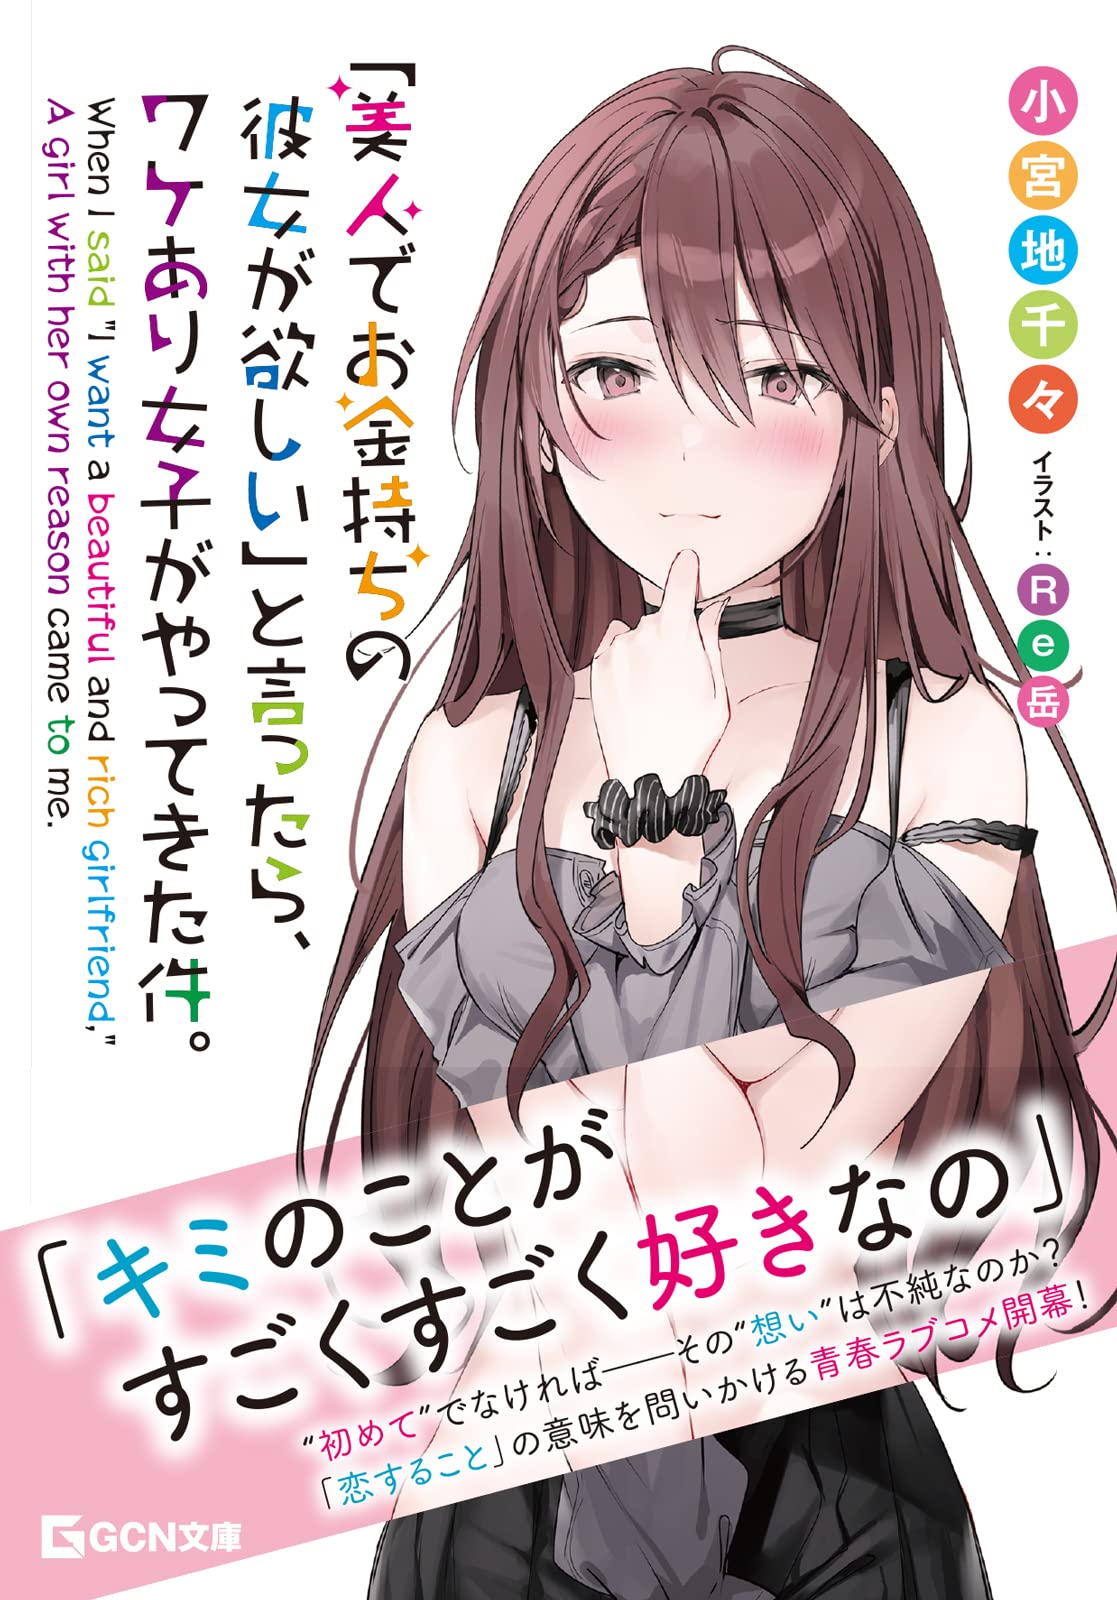 小宮地千々
イラスト：Re岳
「美人でお金持ちの
彼女が欲しい」と言ったら、
ワケあり女子がやってきた件。
When I said "I want a beautiful and rich girlfriend,"
A girl with her own reason came to me.
「キミのことが
すごくすごく好きなの」
“初めて”でなければ――その“想い”は不純なのか？
「恋すること」の意味を問いかける青春ラブコメ開幕！
GCN文庫